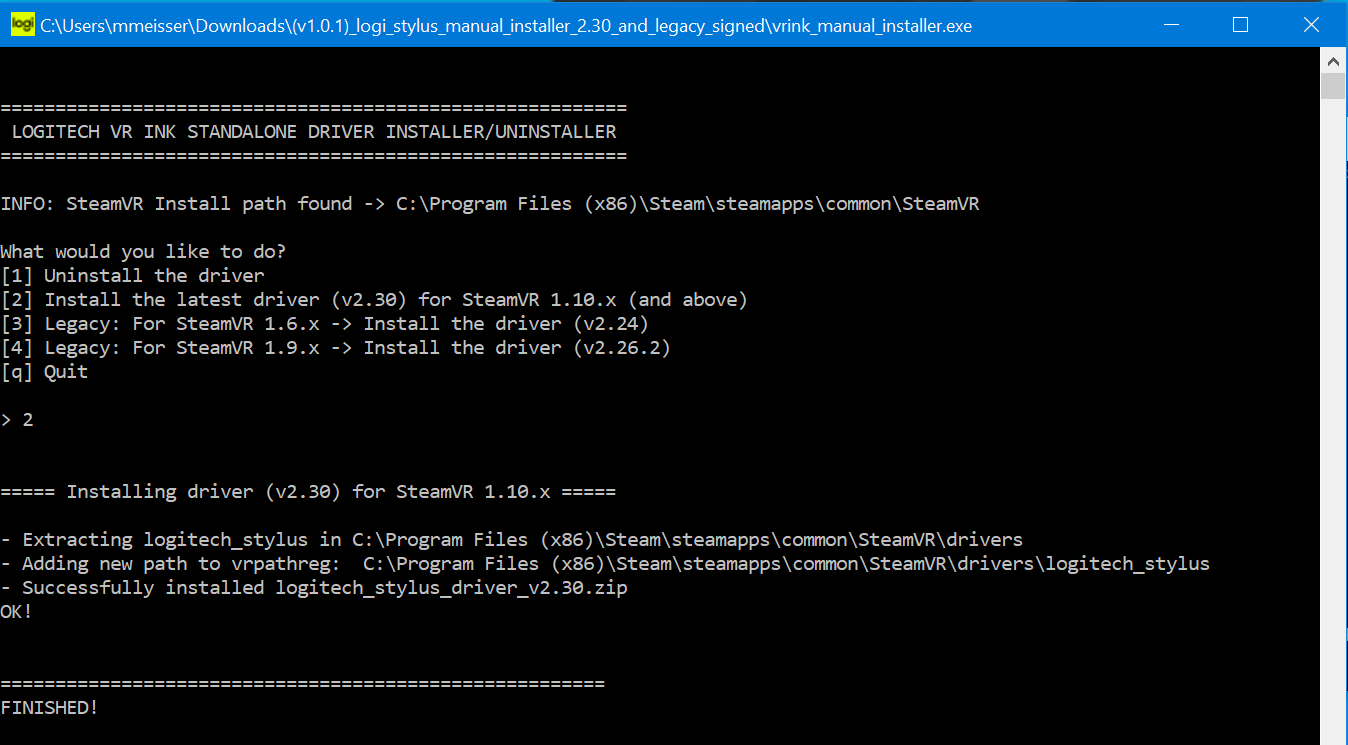 logi C:\Users\mmeisser\Downloads\(v1.0.1)_logi_stylus_manual_installer_2.30_and_legacy_signed\vrink_manual_installer.exe
=========================================================
LOGITECH VR INK STANDALONE DRIVER INSTALLER/UNINSTALLER
=========================================================
INFO: SteamVR Install path found -> C:\Program Files (x86)\Steam\steamapps\common\SteamVR
What would you like to do?
[1] Uninstall the driver
[2] Install the latest driver (v2.30) for SteamVR 1.10.x (and above)
[3] Legacy: For SteamVR 1.6.x -> Install the driver (v2.24)
[4] Legacy: For SteamVR 1.9.x -> Install the driver (v2.26.2)
[q] Quit
> 2
===== Installing driver (v2.30) for SteamVR 1.10.x =====
- Extracting logitech_stylus in C:\Program Files (x86)\Steam\steamapps\common\SteamVR\drivers
- Adding new path to vrpathreg:  C:\Program Files (x86)\Steam\steamapps\common\SteamVR\drivers\logitech_stylus
- Successfully installed logitech_stylus_driver_v2.30.zip
OK!
=======================================================
FINISHED!